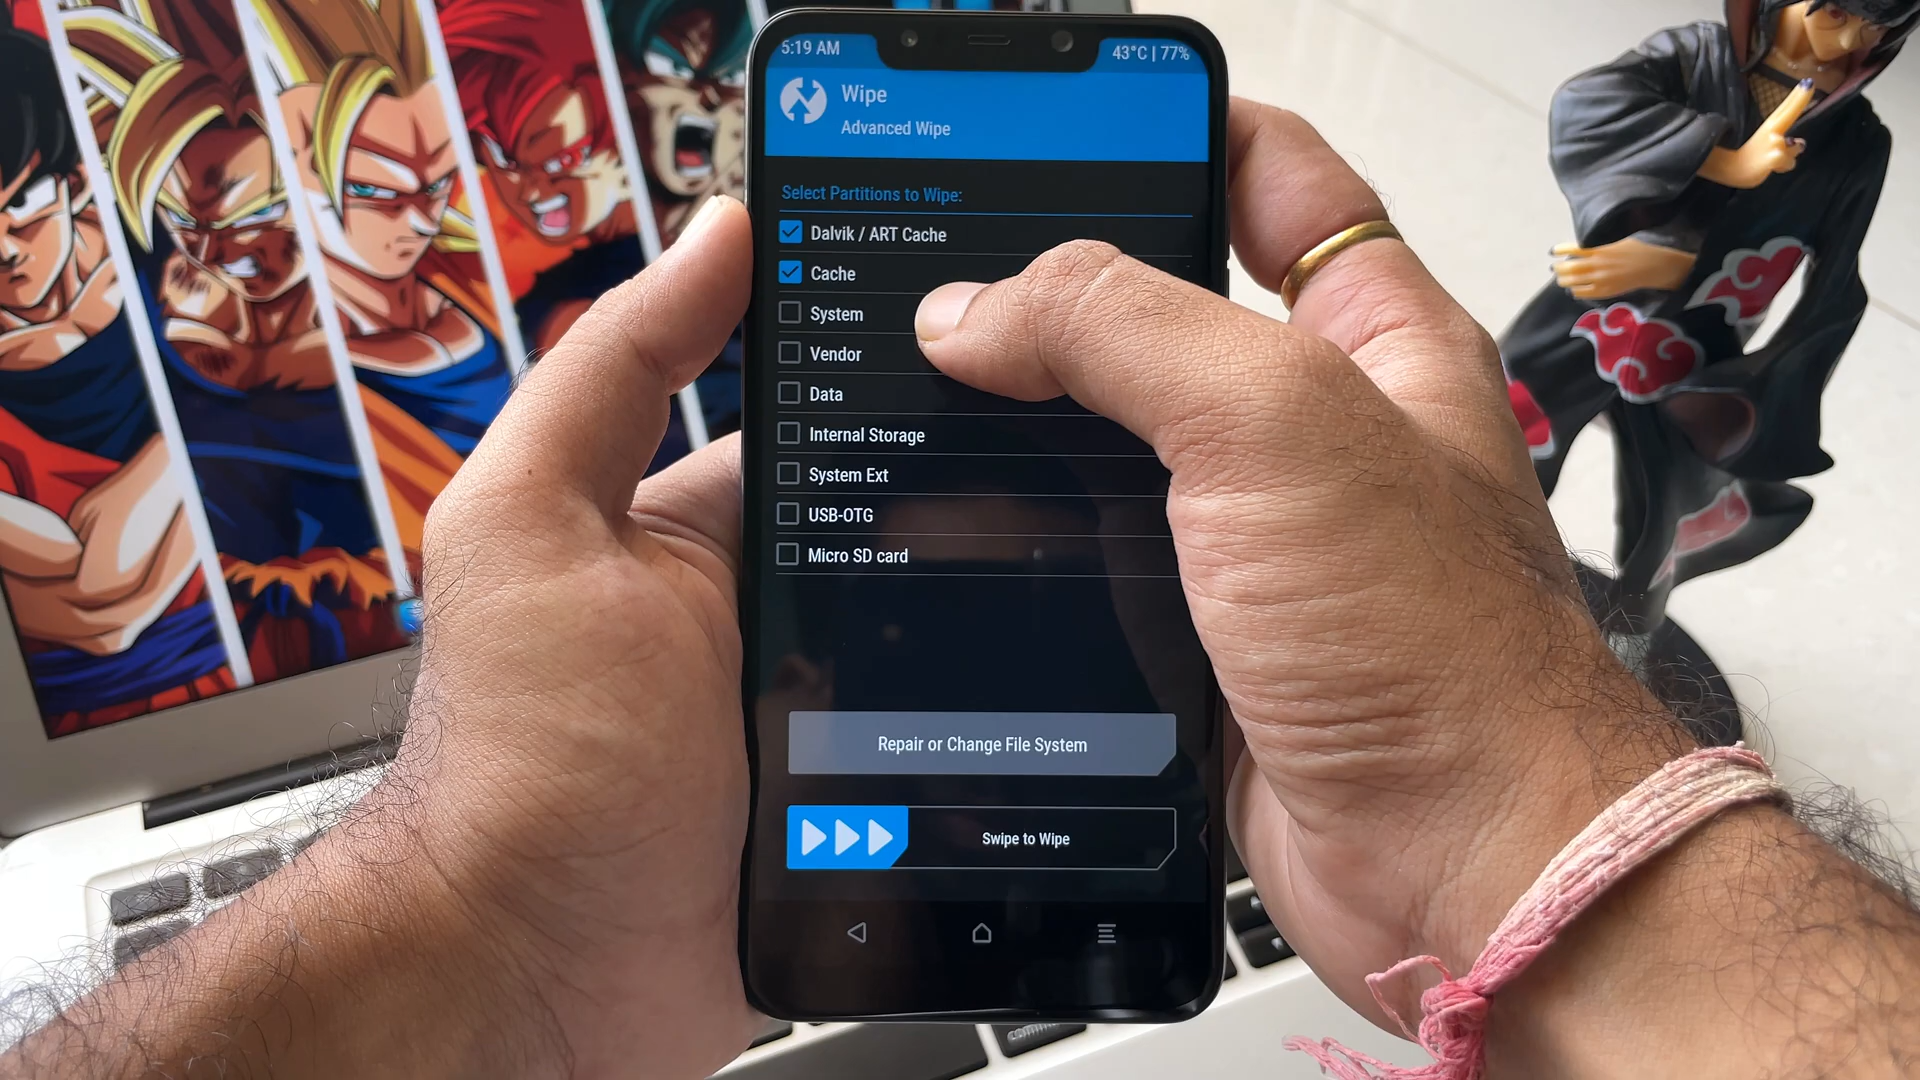 5:19 AM
43°C | 77%
Wipe
Advanced Wipe
Select Partitions to Wipe:
Dalvik / ART Cache
Cache
System
Vendor
Data
Internal Storage
System Ext
USB-OTG
Micro SD card
Repair or Change File System
Swipe to Wipe